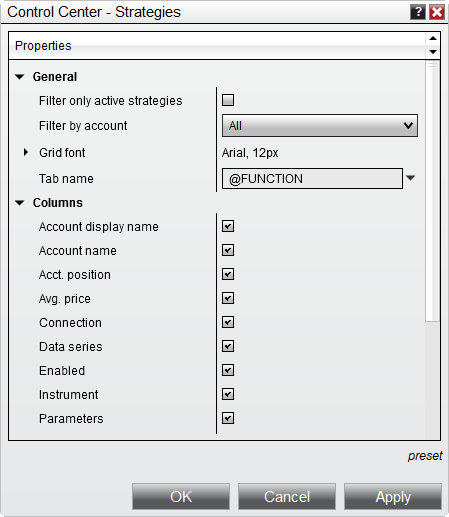 Control Center - Strategies ? X
Properties
General
Filter only active strategies
Filter by account All
Grid font Arial, 12px
Tab name @FUNCTION
Columns
Account display name
Account name
Acct. position
Avg. price
Connection
Data series
Enabled
Instrument
Parameters
preset
OK Cancel Apply